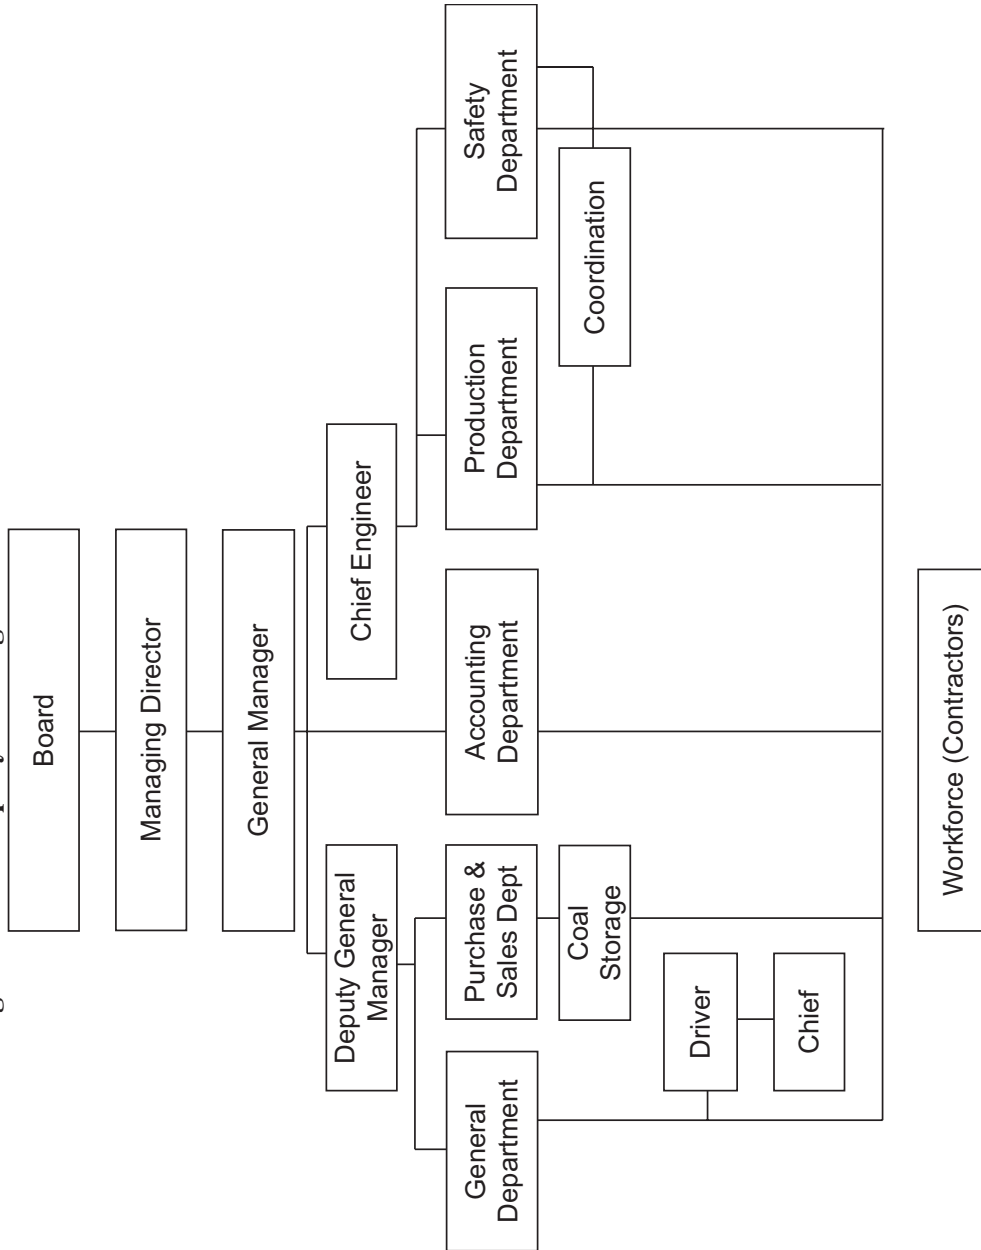 Board
Managing Director
General Manager
Deputy General
Manager
Chief Engineer
General
Department
Purchase &
Sales Dept
Accounting
Department
Production
Department
Safety
Department
Coal
Storage
Coordination
Driver
Chief
Workforce (Contractors)